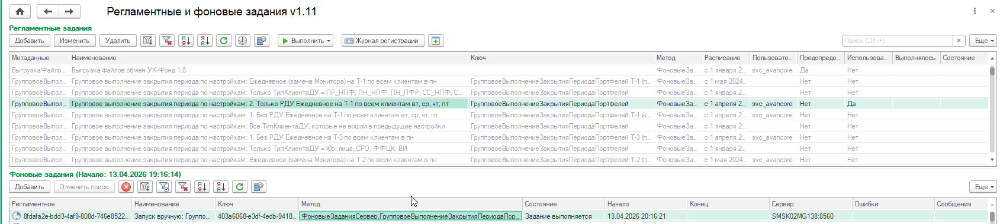 Регламентные и фоновые задания v1.11
Регламентные задания
Добавить Изменить Удалить Выполнить Журнал регистрации Поиск (Ctrl+F) × Еще
Метаданные Наименование Ключ Метод Расписание Пользовате... Предопреде... Использова... Выполнялось Состояние
ВыгрузкаФайло... Выгрузка файлов обмен УК-Фонд 1.0 ФоновыеЗа... с 1 января 2... svc_avancore Да Нет
ГрупповоеВыпол... Групповое выполнение закрытия периода по настройкам: Ежедневное (замена Монитора) на Т-1 по всем клиентам в пн ГрупповоеВыполнениеЗакрытияПериодаПортфелей Т-1 (п... ФоновыеЗа... с 1 мая 2024... Нет Нет
ГрупповоеВыпол... Групповое выполнение закрытия периода по настройкам: Только ТипКлиентаДУ = ПР_НПФ, ПН_НПФ, ПН_ПФР, СС_НПФ, С... ГрупповоеВыполнениеЗакрытияПериодаПортфелей ФоновыеЗа... с 1 января 2... Нет Нет
ГрупповоеВыпол... Групповое выполнение закрытия периода по настройкам: 2. Только РДУ Ежедневное на Т-1 по всем клиентам вт, ср, чт, пт ГрупповоеВыполнениеЗакрытияПериодаПортфелей ФоновыеЗа... с 1 апреля 2... svc_avancore Нет Да
ГрупповоеВыпол... Групповое выполнение закрытия периода по настройкам: 1. Без РДУ Ежедневное на Т-1 по всем клиентам вт, ср, чт, пт ГрупповоеВыполнениеЗакрытияПериодаПортфелей Т-1 (к... ФоновыеЗа... с 1 января 2... svc_avancore Нет Нет
ГрупповоеВыпол... Групповое выполнение закрытия периода по настройкам: Все ТипКлиентаДУ, которые не вошли в предыдущие настройки ГрупповоеВыполнениеЗакрытияПериодаПортфелей ФоновыеЗа... с 1 января 2... Нет Нет
ГрупповоеВыпол... Групповое выполнение закрытия периода по настройкам: 1. Без РДУ Ежедневное на Т-3 по всем клиентам в пн ГрупповоеВыполнениеЗакрытияПериодаПортфелей Т-3 (п... ФоновыеЗа... с 1 апреля 2... svc_avancore Нет Нет
ГрупповоеВыпол... Групповое выполнение закрытия периода по настройкам: Только ТипКлиентаДУ = Юр. лица, СРО, ФФЦК, ВИ ГрупповоеВыполнениеЗакрытияПериодаПортфелей ФоновыеЗа... с 1 января 2... Нет Нет
ГрупповоеВыпол... Групповое выполнение закрытия периода по настройкам: Ежедневное (замена Монитора) на Т-2 по всем клиентам в пн ГрупповоеВыполнениеЗакрытияПериодаПортфелей Т-2 (п... ФоновыеЗа... с 1 мая 2024... svc_avancore Нет Нет
Фоновые задания (Начало: 13.04.2026 19:16:14)
Добавить Отменить поиск Еще
Регламентное Наименование Ключ Метод Состояние Начало Конец Сервер Ошибки Сообщения
8fdafa2e-bdd3-4af9-808d-746e8522... Запуск вручную: Группо... 403a6068-e3df-4edb-9418... ФоновыеЗаданияСервер.ГрупповоеВыполнениеЗакрытияПериодаПор... Задание выполняется 13.04.2026 20:16:21 SMSK02MG138:8560